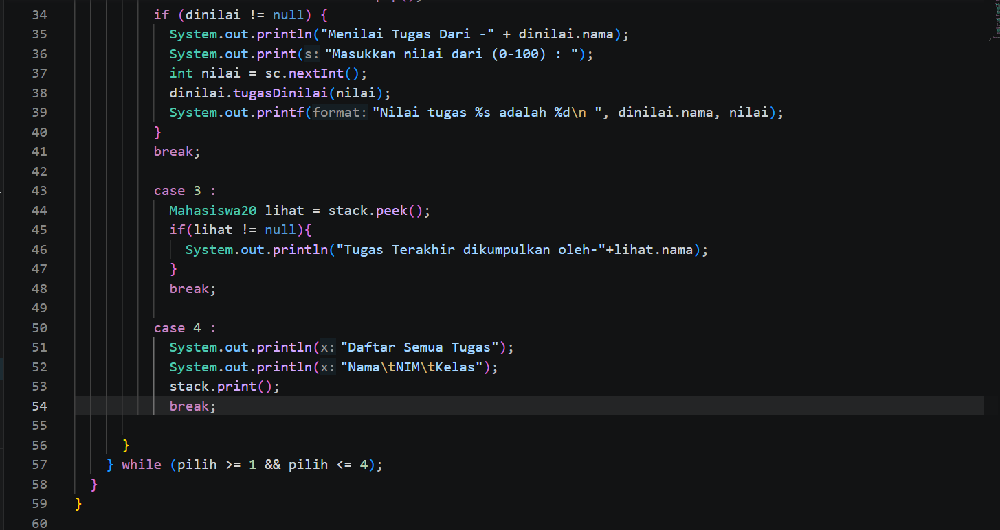 34 if (dinilai != null) {
35 System.out.println("Menilai Tugas Dari -" + dinilai.nama);
36 System.out.print(s: "Masukkan nilai dari (0-100) : ");
37 int nilai = sc.nextInt();
38 dinilai.tugasDinilai(nilai);
39 System.out.printf(format: "Nilai tugas %s adalah %d\n ", dinilai.nama, nilai);
40 }
41 break;
42
43 case 3 :
44 Mahasiswa20 lihat = stack.peek();
45 if(lihat != null){
46 System.out.println("Tugas Terakhir dikumpulkan oleh-"+lihat.nama);
47 }
48 break;
49
50 case 4 :
51 System.out.println(x: "Daftar Semua Tugas");
52 System.out.println(x: "Nama\tNIM\tKelas");
53 stack.print();
54 break;
55
56 }
57 } while (pilih >= 1 && pilih <= 4);
58 }
59 }
60